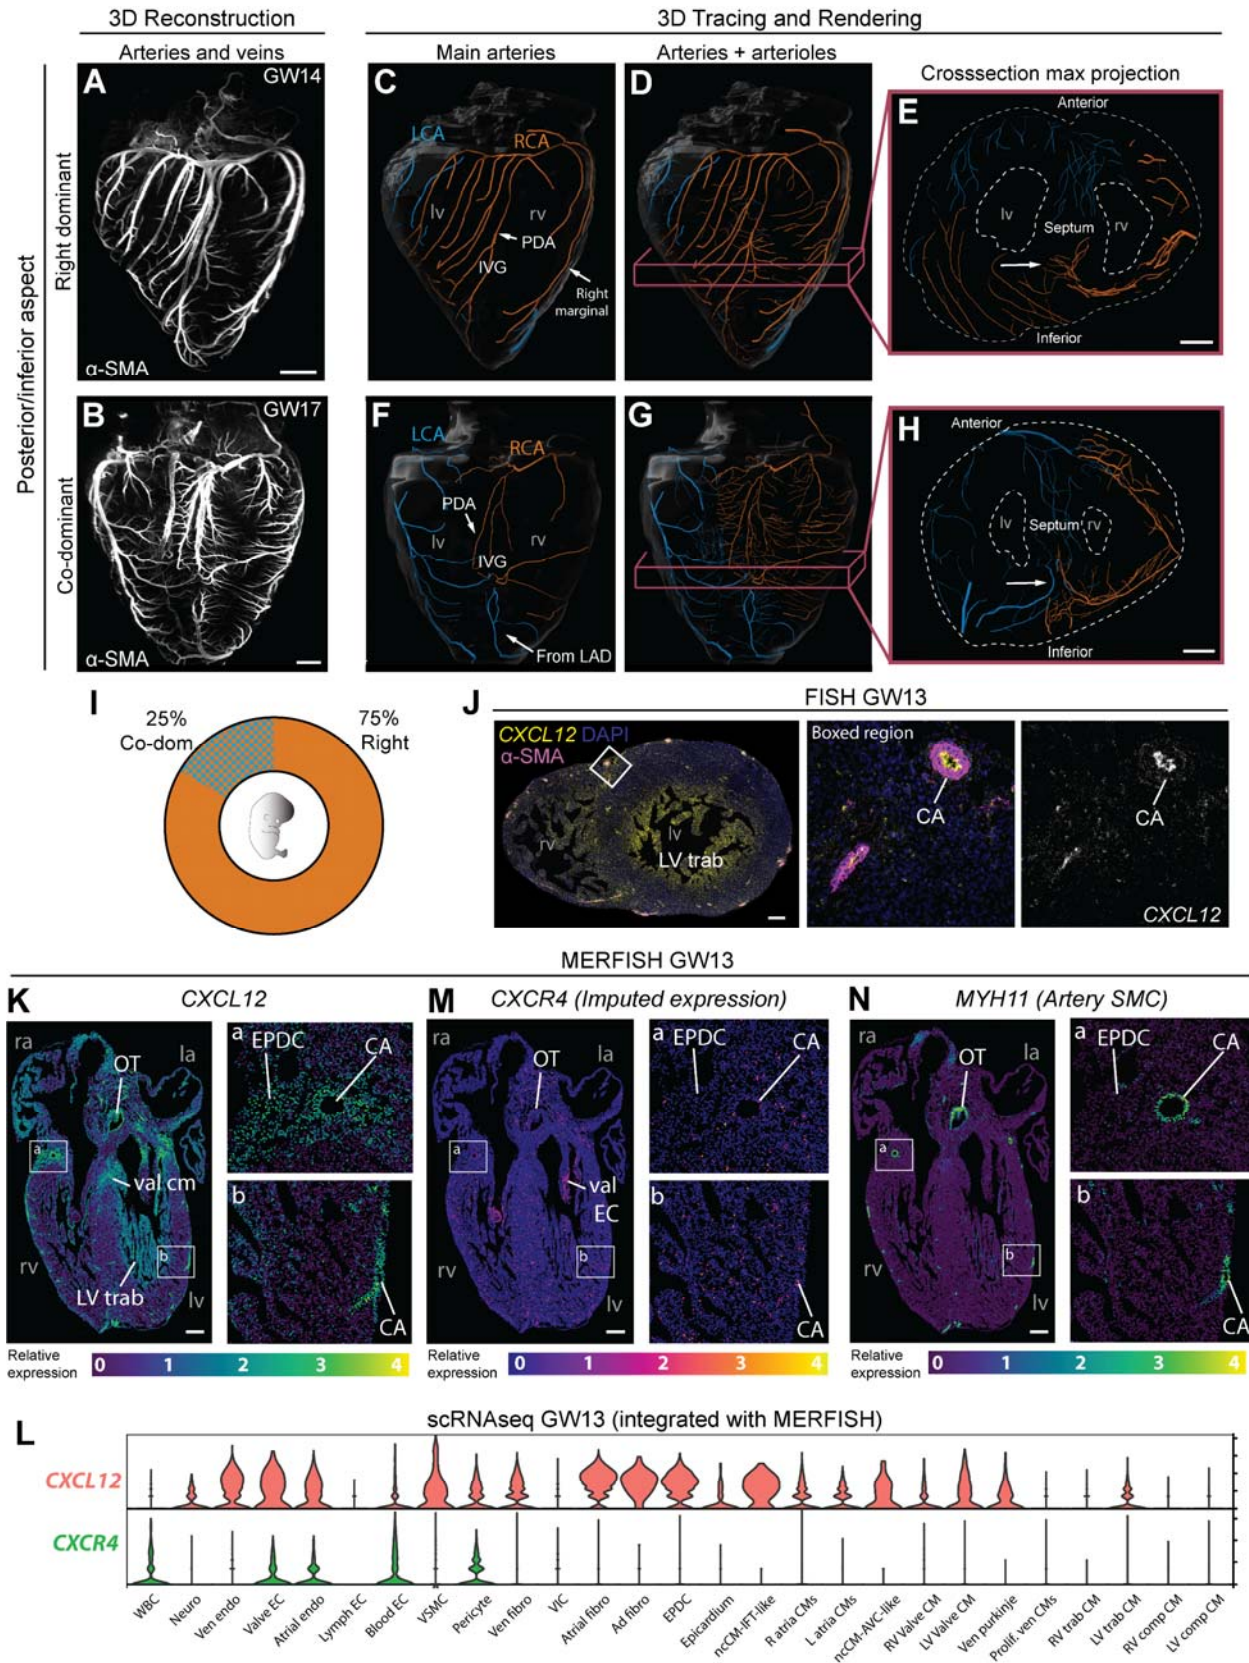 3D Reconstruction
3D Tracing and Rendering
Arteries and veins
Main arteries
Arteries + arterioles
Crosssection max projection
Posterior/inferior aspect
Right dominant
Co-dominant
A
GW14
α-SMA
C
LCA
RCA
lv
rv
PDA
IVG
Right
marginal
D
E
Anterior
lv
Septum
rv
Inferior
B
GW17
α-SMA
F
LCA
RCA
PDA
lv
rv
IVG
From LAD
G
H
Anterior
lv
Septum
rv
Inferior
I
25%
Co-dom
75%
Right
J
FISH GW13
CXCL12 DAPI
α-SMA
rv
lv
LV trab
Boxed region
CA
CA
CXCL12
MERFISH GW13
K
CXCL12
ra
OT
la
a
val cm
b
rv
LV trab
lv
a
EPDC
CA
b
CA
Relative
expression
0 1 2 3 4
M
CXCR4 (Imputed expression)
ra
OT
la
a
val
EC
b
rv
lv
a
EPDC
CA
b
CA
Relative
expression
0 1 2 3 4
N
MYH11 (Artery SMC)
ra
OT
la
a
b
rv
lv
a
EPDC
CA
b
CA
Relative
expression
0 1 2 3 4
L
scRNAseq GW13 (integrated with MERFISH)
CXCL12
CXCR4
WBC
Neuro
Ven endo
Valve EC
Atrial endo
Lymph EC
Blood EC
VSMC
Pericyte
Ven fibro
VIC
Atrial fibro
Ad fibro
EPDC
Epicardium
ncCM-IFT-like
R atria CMs
L atria CMs
ncCM-AVC-like
RV Valve CM
LV Valve CM
Ven purkinje
Prolif. ven CMs
RV trab CM
LV trab CM
RV comp CM
LV comp CM